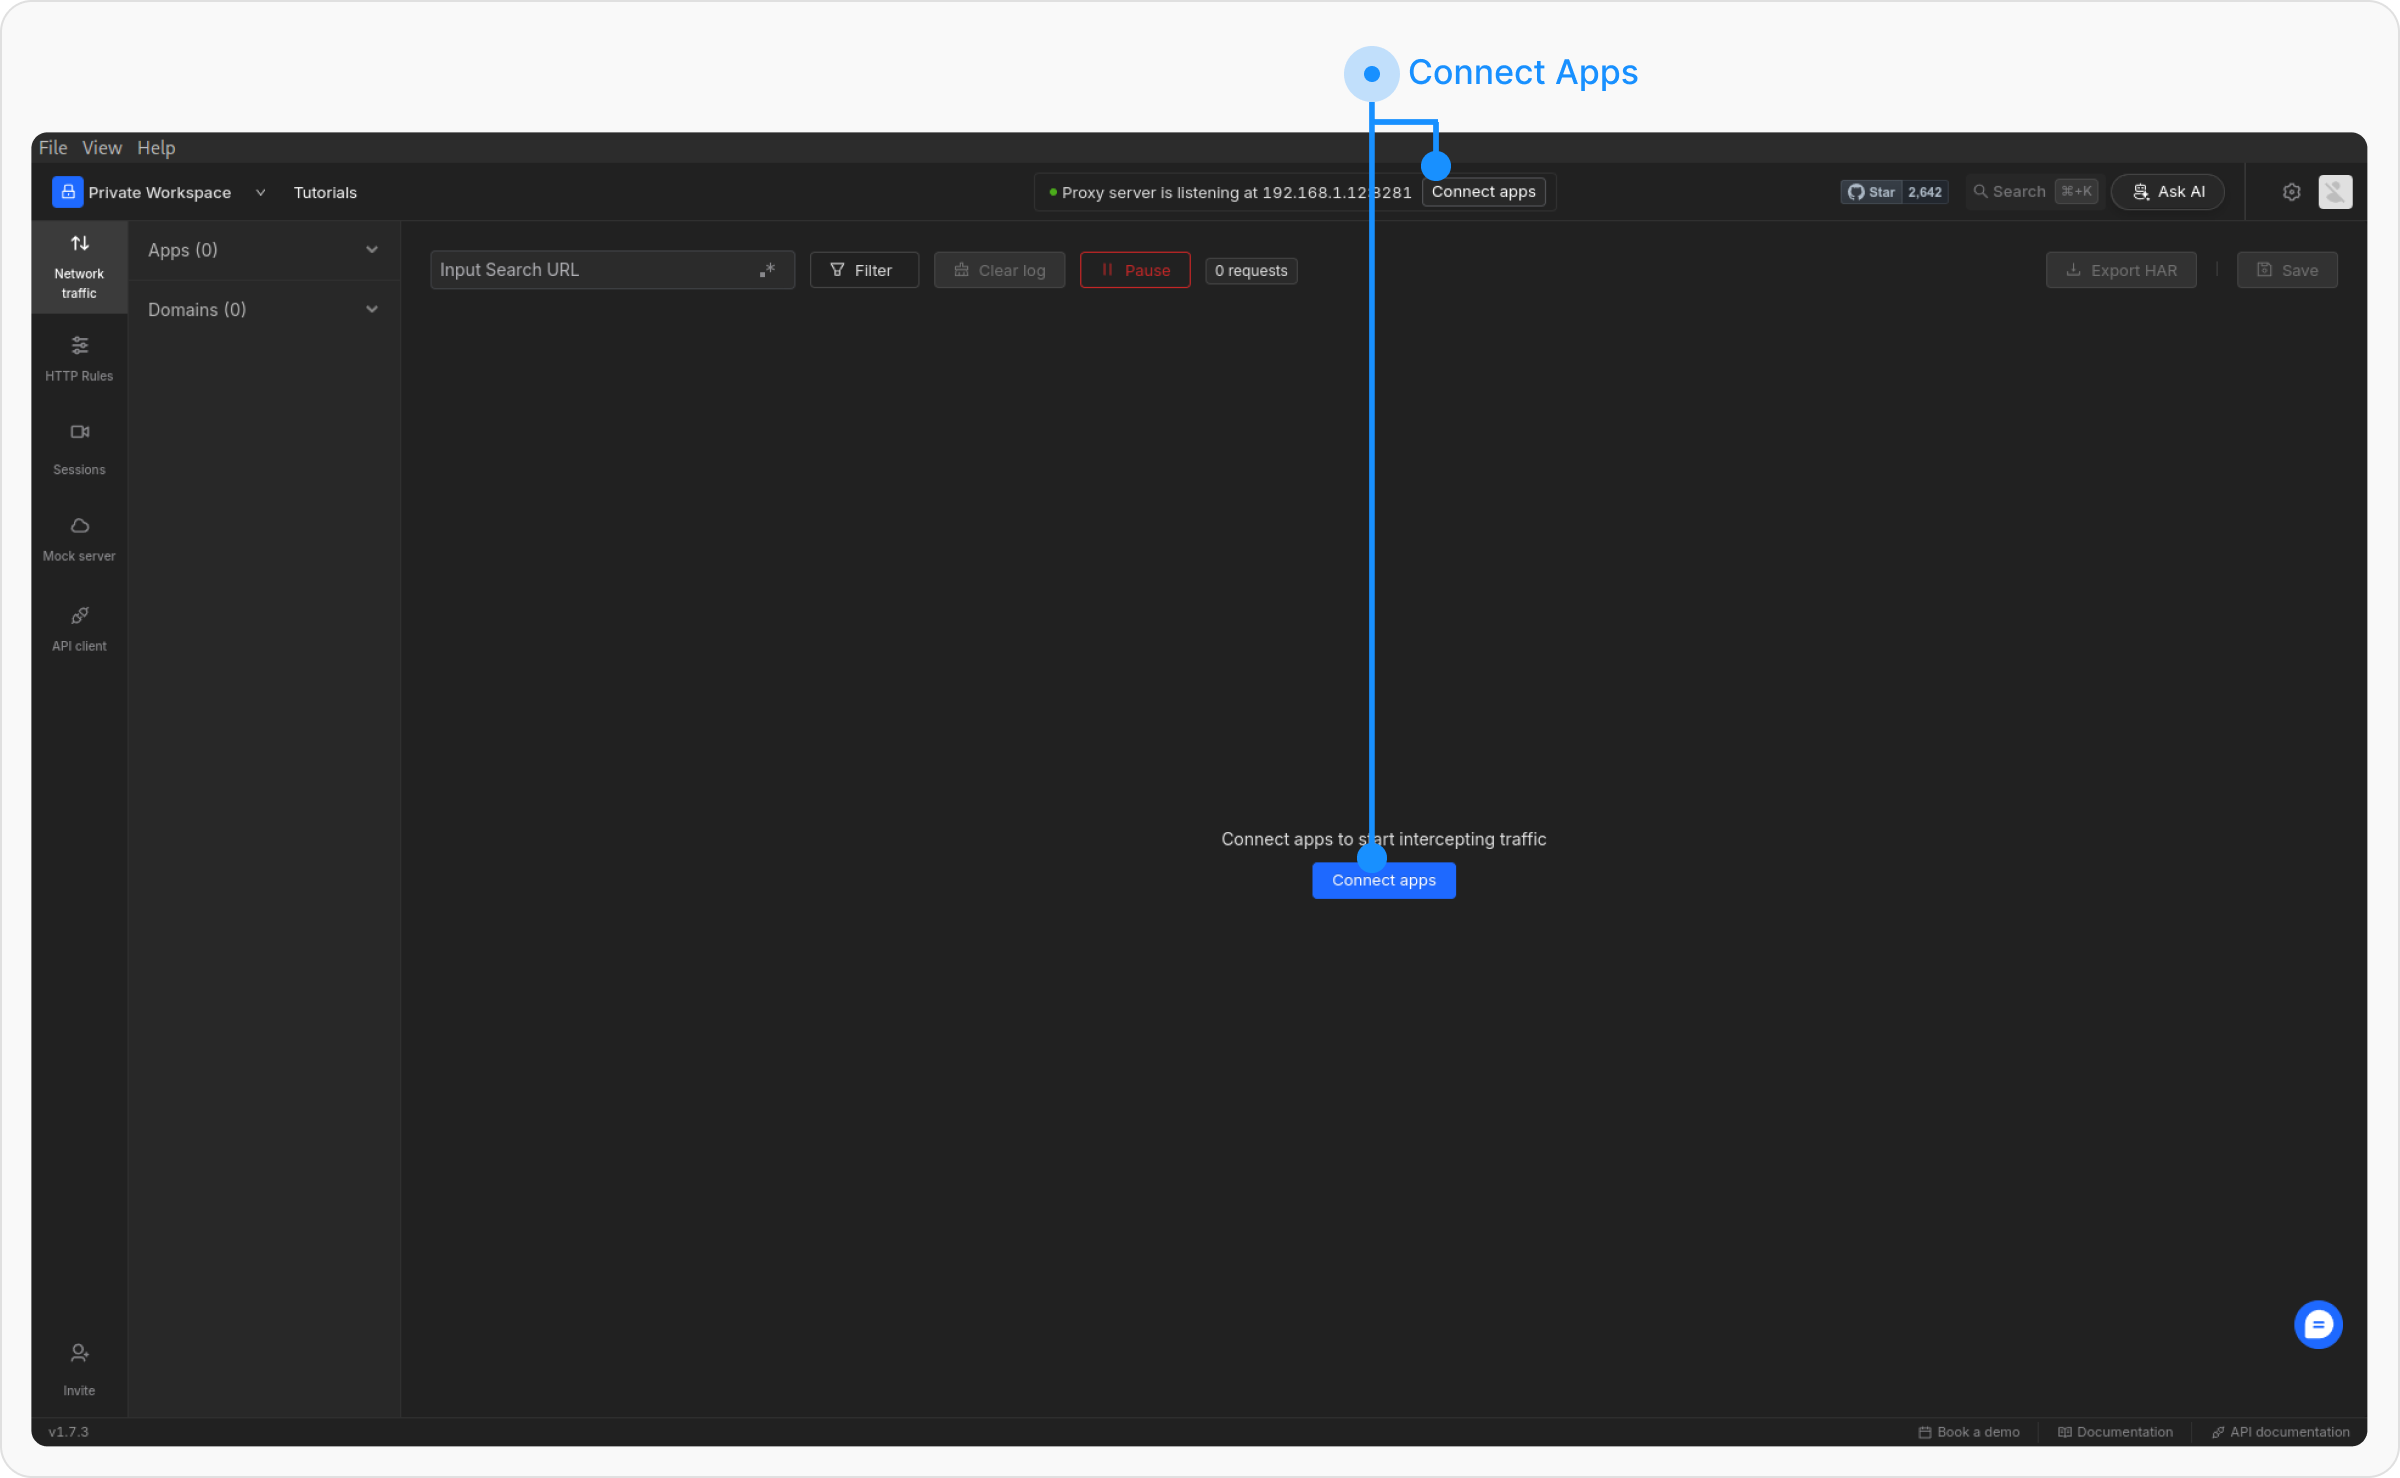 Connect Apps
File View Help
Private Workspace Tutorials Proxy server is listening at 192.168.1.12 8281 Connect apps Star 2,642 Search ⌘+K Ask AI
Network
traffic
Apps (0)
Input Search URL .* Filter Clear log Pause 0 requests Export HAR Save
Domains (0)
HTTP Rules
Sessions
Mock server
API client
Connect apps to start intercepting traffic
Connect apps
Invite
v1.7.3 Book a demo Documentation API documentation